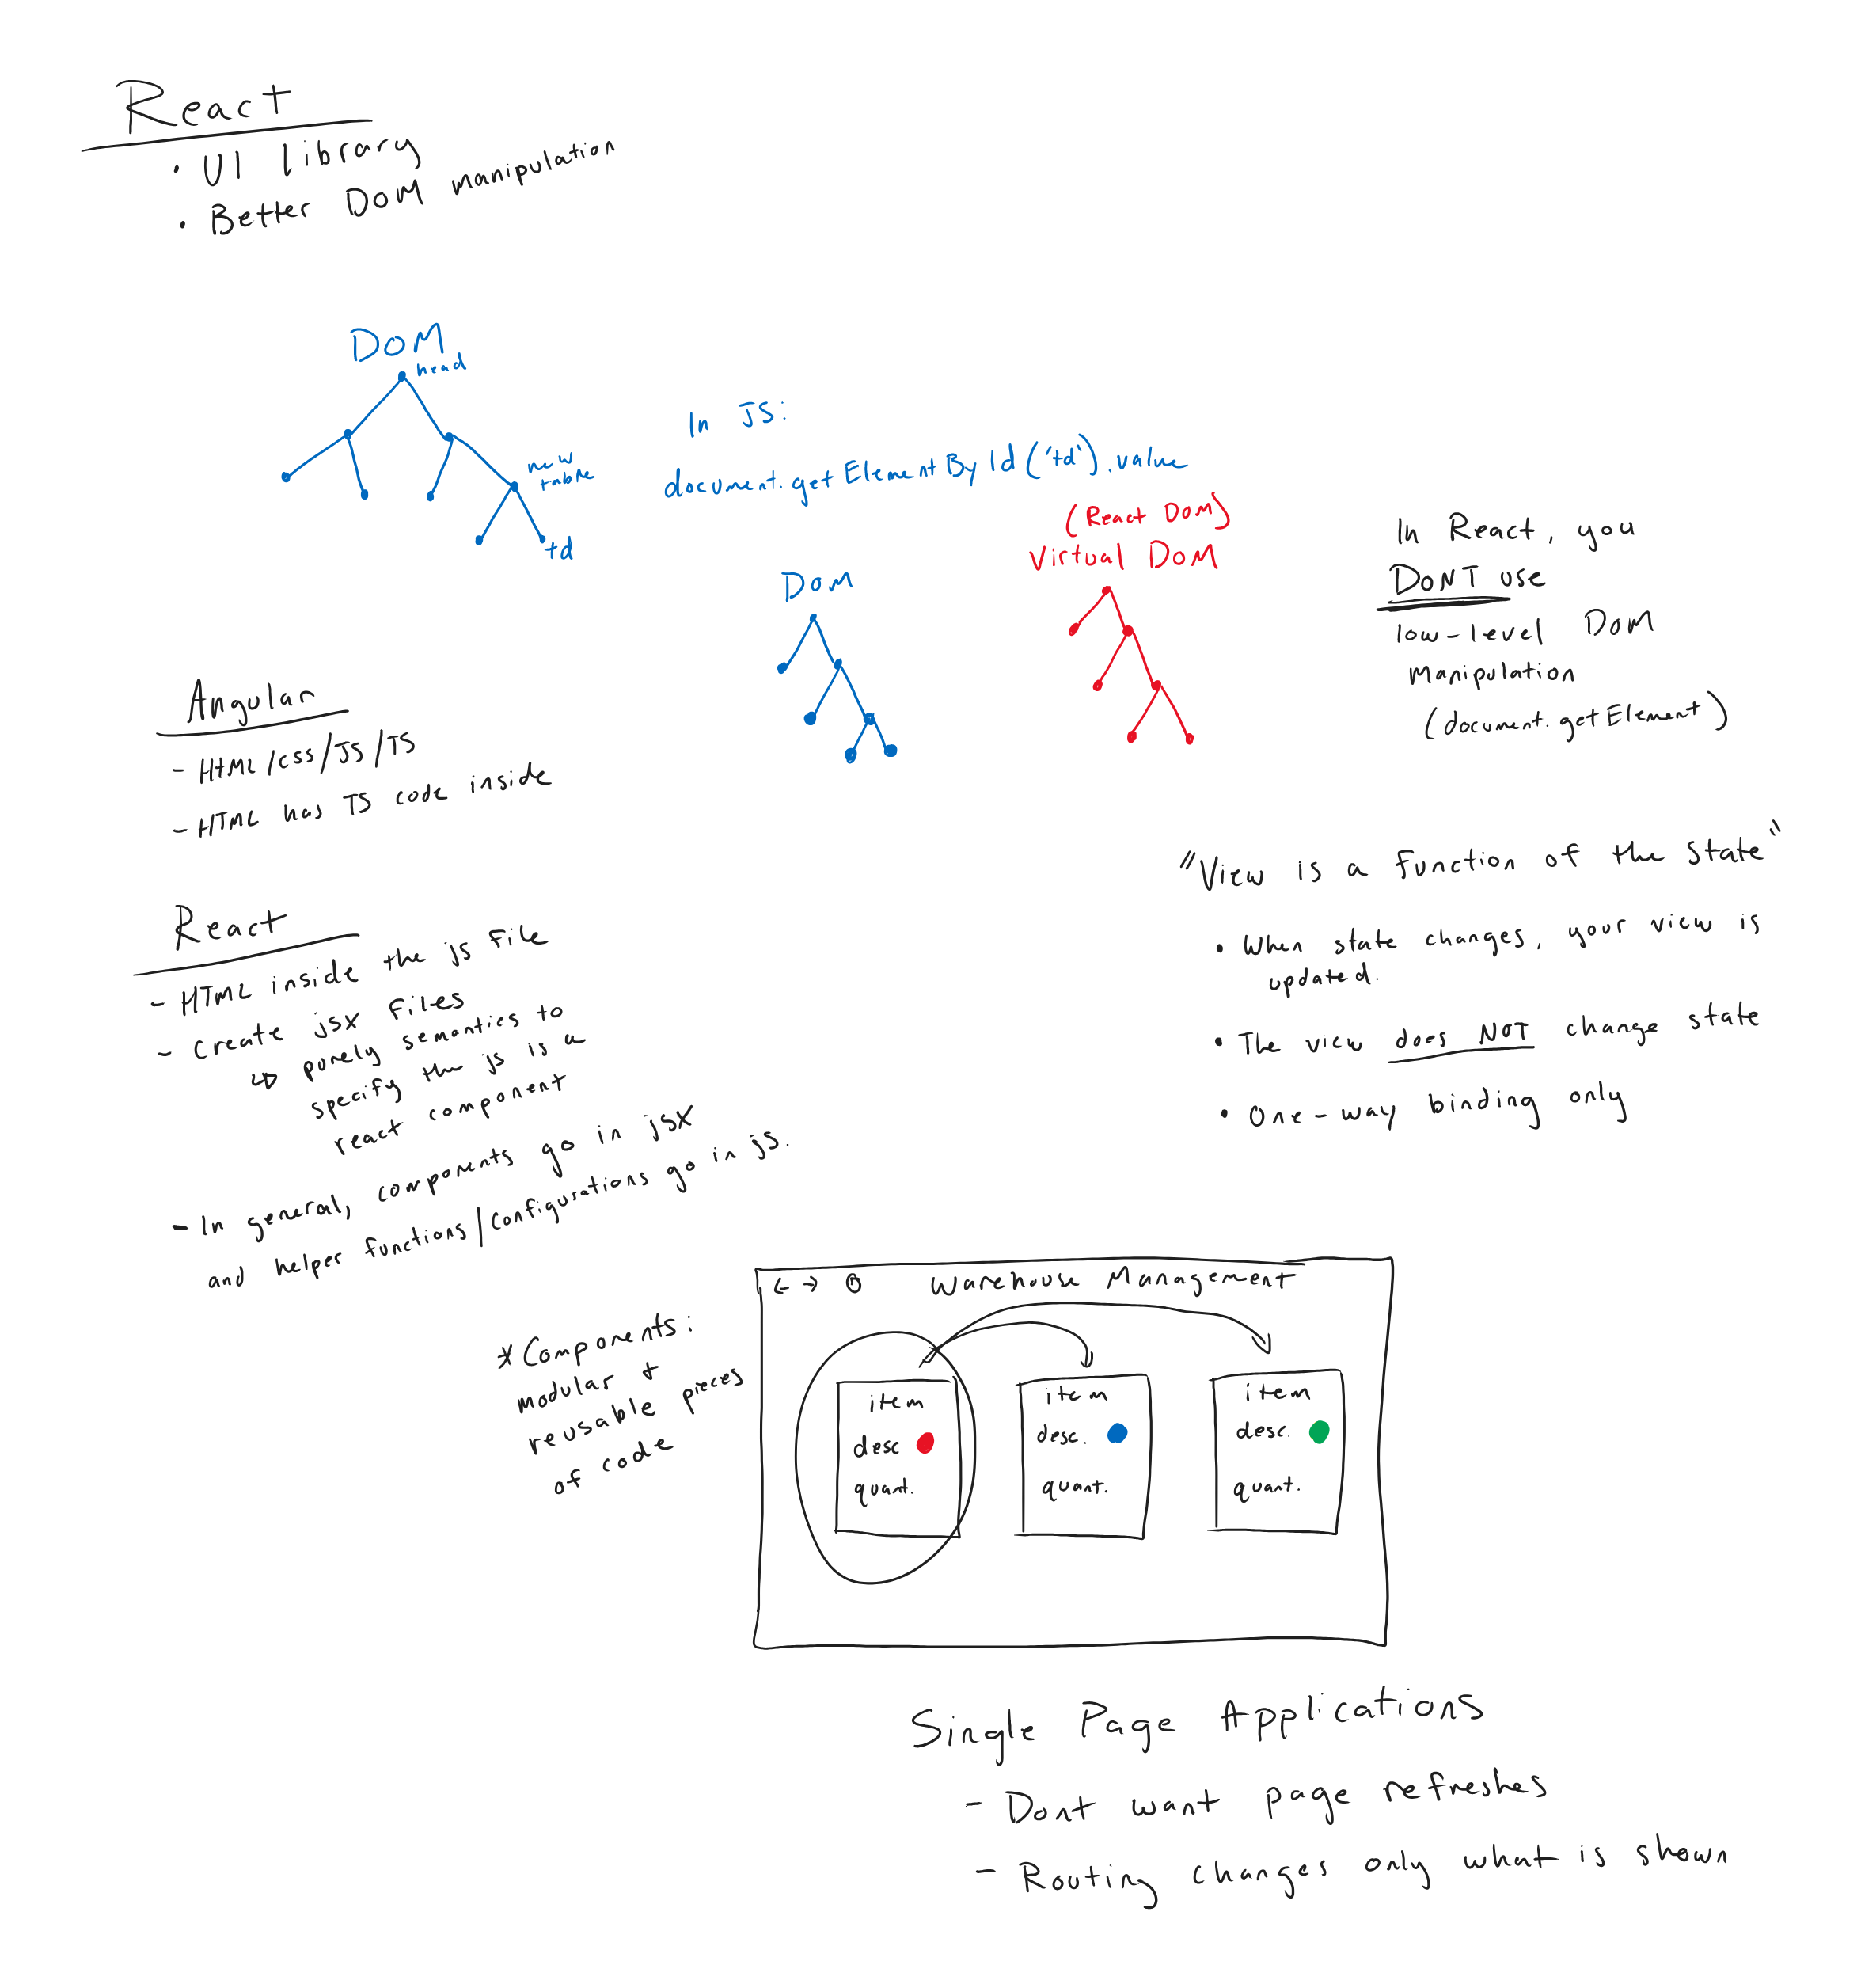 React
• UI library
• Better DOM manipulation
DOM
head
new
table
td
In JS:
document.getElementById('td').value
(React DOM)
Virtual DOM
DOM
In React, you
DONT use
low-level DOM
manipulation
(document.getElement)
Angular
- HTML/CSS/JS/TS
- HTML has TS code inside
"View is a function of the state"
• When state changes, your view is
updated.
• The view does NOT change state
• One-way binding only
React
- HTML inside the js file
- Create jsx files
↳ purely semantics to
specify the js is a
react component
- In general, components go in jsx
and helper functions/configurations go in js.
* Components:
modular +
reusable pieces
of code
← → Warehouse Management
item
desc
quant.
item
desc.
quant.
item
desc.
quant.
Single Page Applications
- Dont want page refreshes
- Routing changes only what is shown